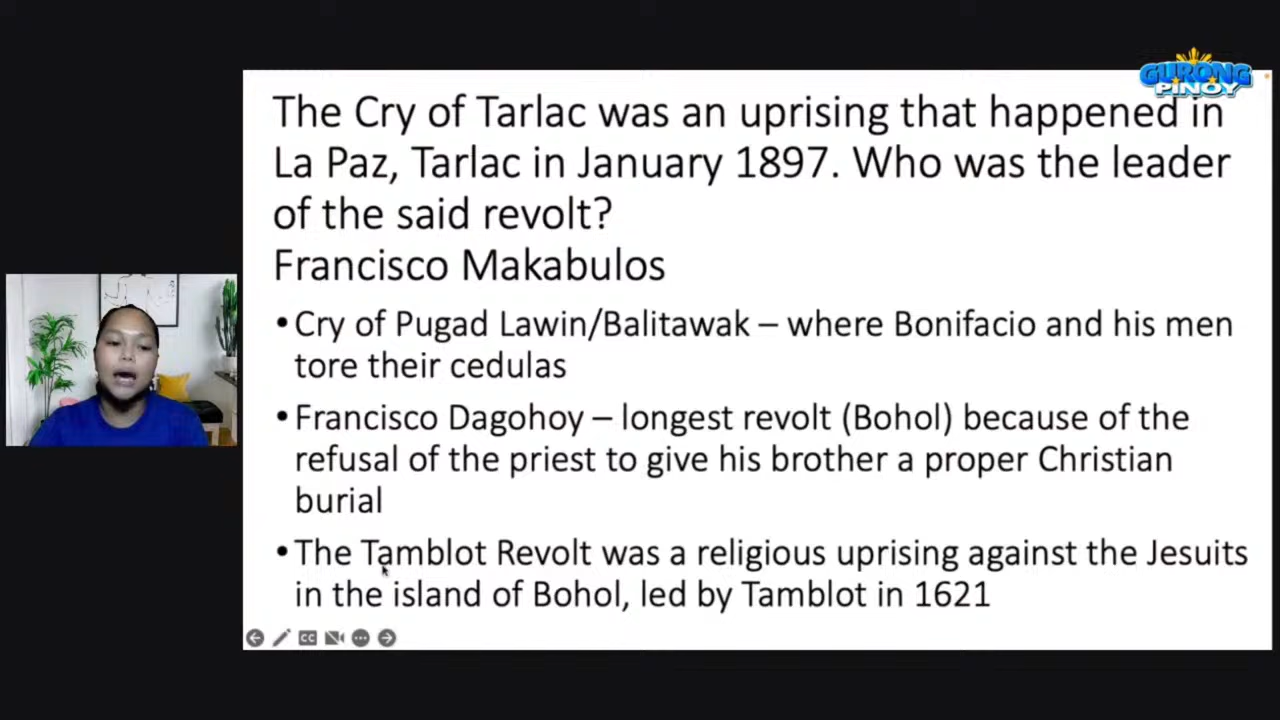 GURONG
PINOY
The Cry of Tarlac was an uprising that happened in
La Paz, Tarlac in January 1897. Who was the leader
of the said revolt?
Francisco Makabulos
•Cry of Pugad Lawin/Balitawak – where Bonifacio and his men
tore their cedulas
•Francisco Dagohoy – longest revolt (Bohol) because of the
refusal of the priest to give his brother a proper Christian
burial
•The Tamblot Revolt was a religious uprising against the Jesuits
in the island of Bohol, led by Tamblot in 1621
CC